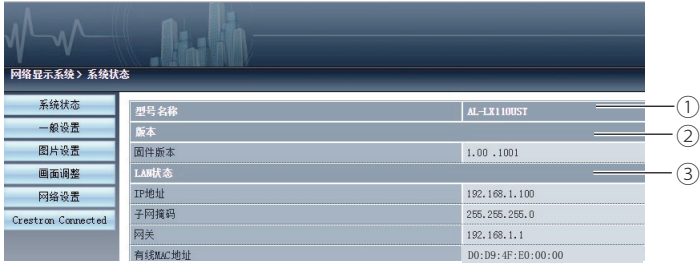 网络显示系统> 系统状态
系统状态
一般设置
图片设置
画面调整
网络设置
Crestron Connected
型号名称 AL-LX110UST ①
版本 ②
固件版本 1.00 .1001
LAN状态 ③
IP地址 192.168.1.100
子网掩码 255.255.255.0
网关 192.168.1.1
有线MAC地址 D0:D9:4F:E0:00:00